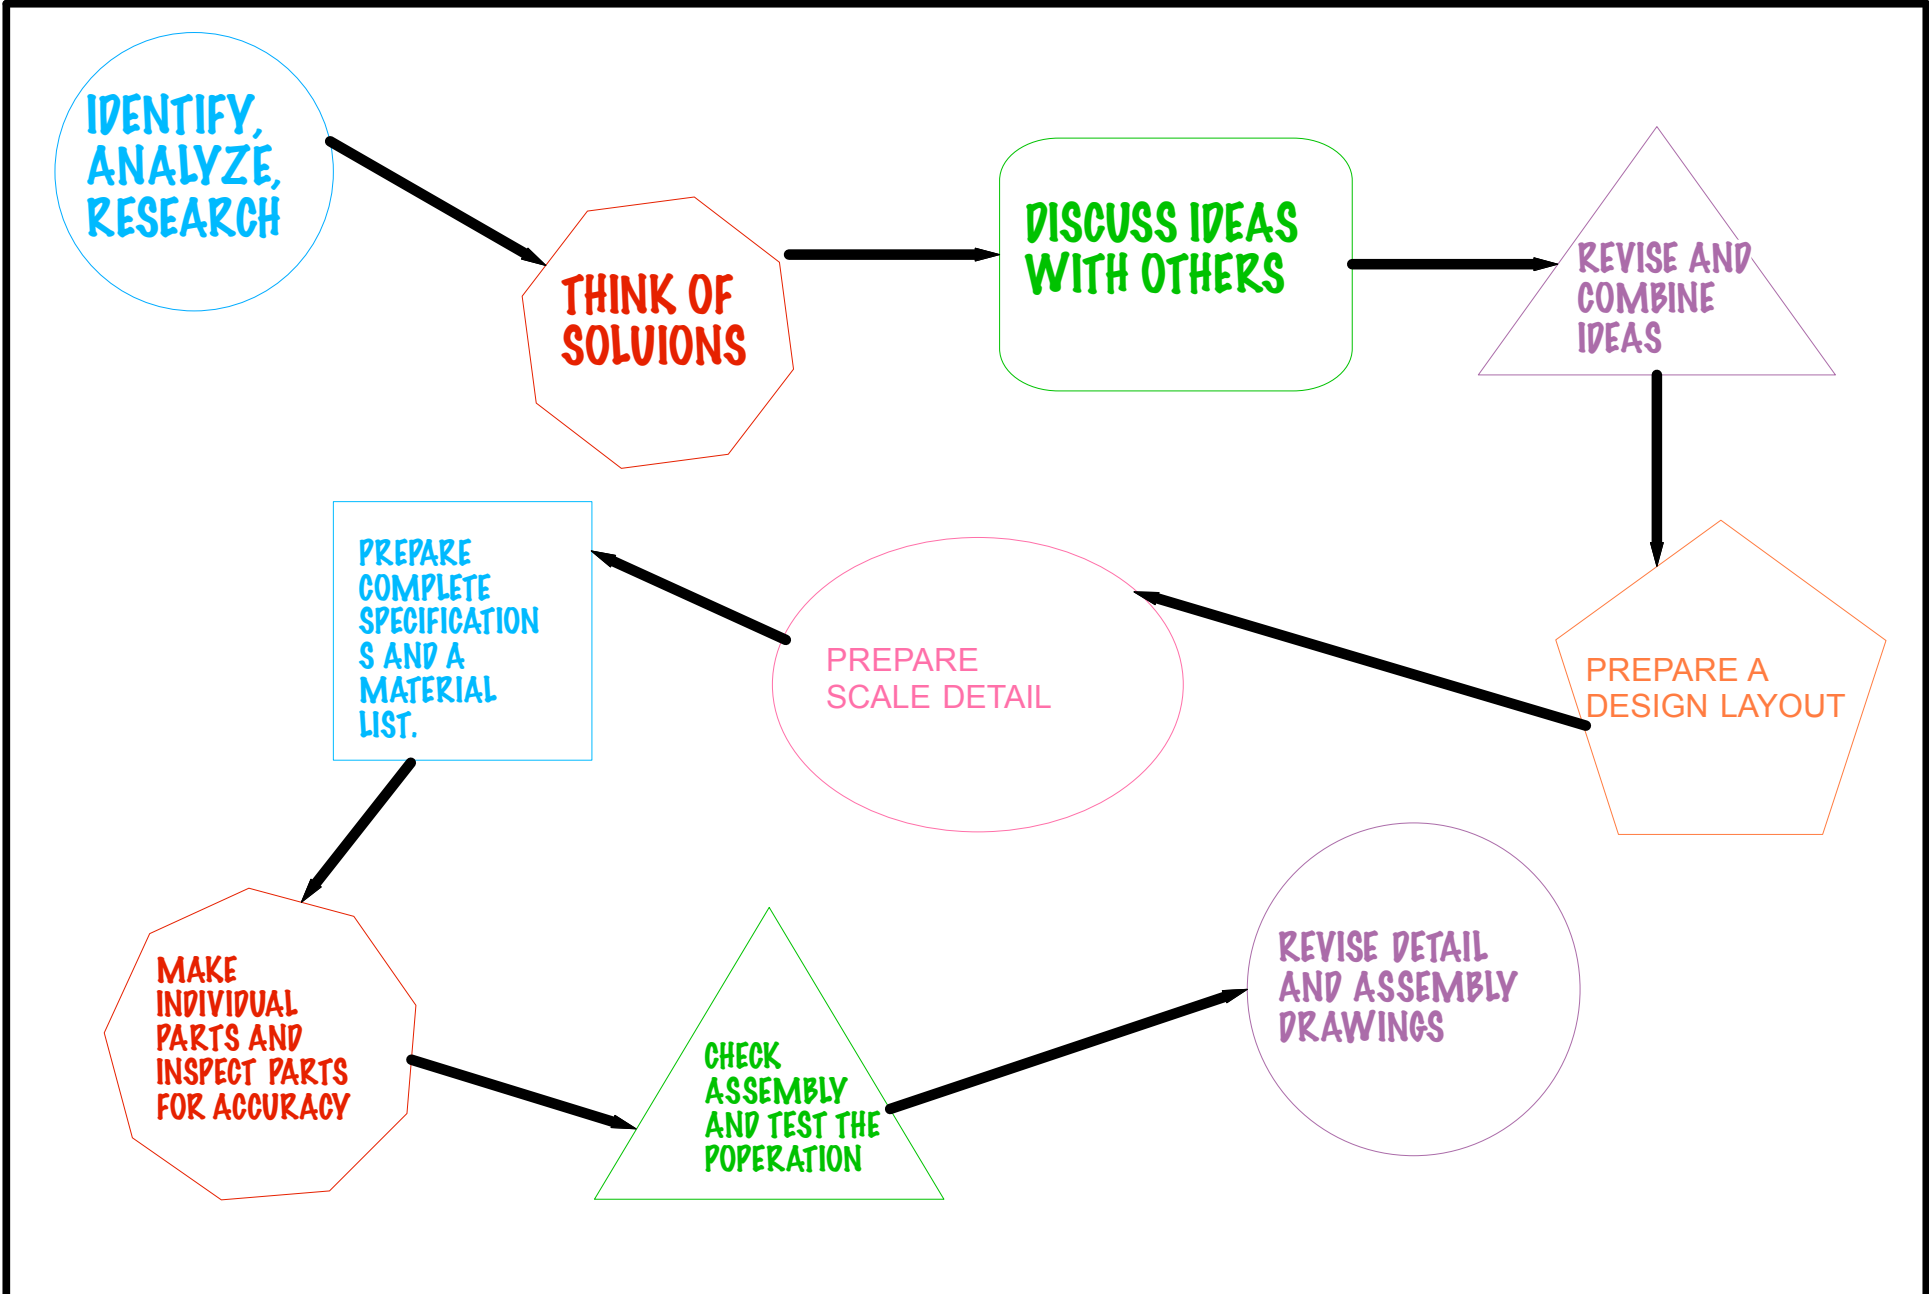 IDENTIFY,
ANALYZE,
RESEARCH
THINK OF
SOLUIONS
DISCUSS IDEAS
WITH OTHERS
REVISE AND
COMBINE
IDEAS
PREPARE A
DESIGN LAYOUT
PREPARE
SCALE DETAIL
PREPARE
COMPLETE
SPECIFICATION
S AND A
MATERIAL
LIST.
MAKE
INDIVIDUAL
PARTS AND
INSPECT PARTS
FOR ACCURACY
CHECK
ASSEMBLY
AND TEST THE
POPERATION
REVISE DETAIL
AND ASSEMBLY
DRAWINGS